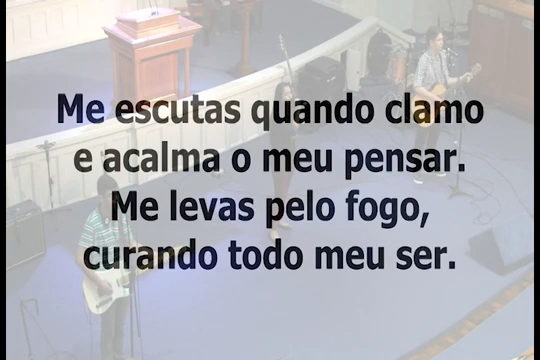 Me escutas quando clamo
e acalma o meu pensar.
Me levas pelo fogo,
curando todo meu ser.